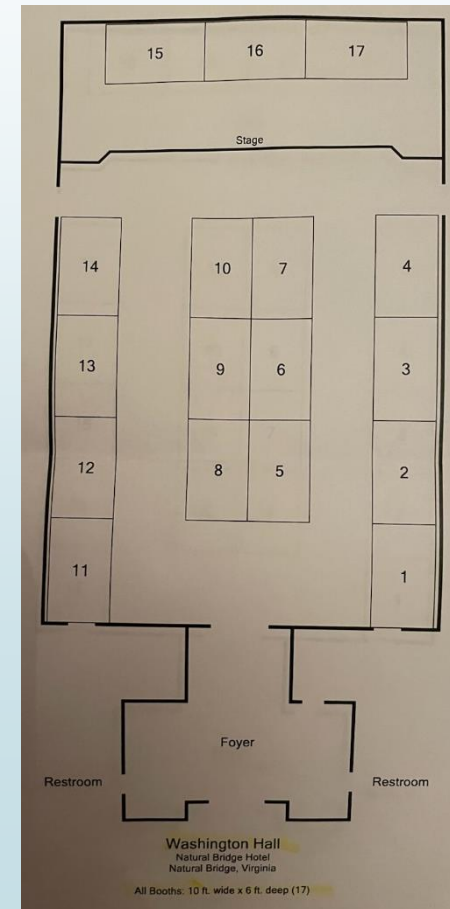 15 16 17
Stage
14 10 7 4
13 9 6 3
12 8 5 2
11 1
Foyer
Restroom Restroom
Washington Hall
Natural Bridge Hotel
Natural Bridge, Virginia
All Booths: 10 ft. wide x 6 ft. deep (17)